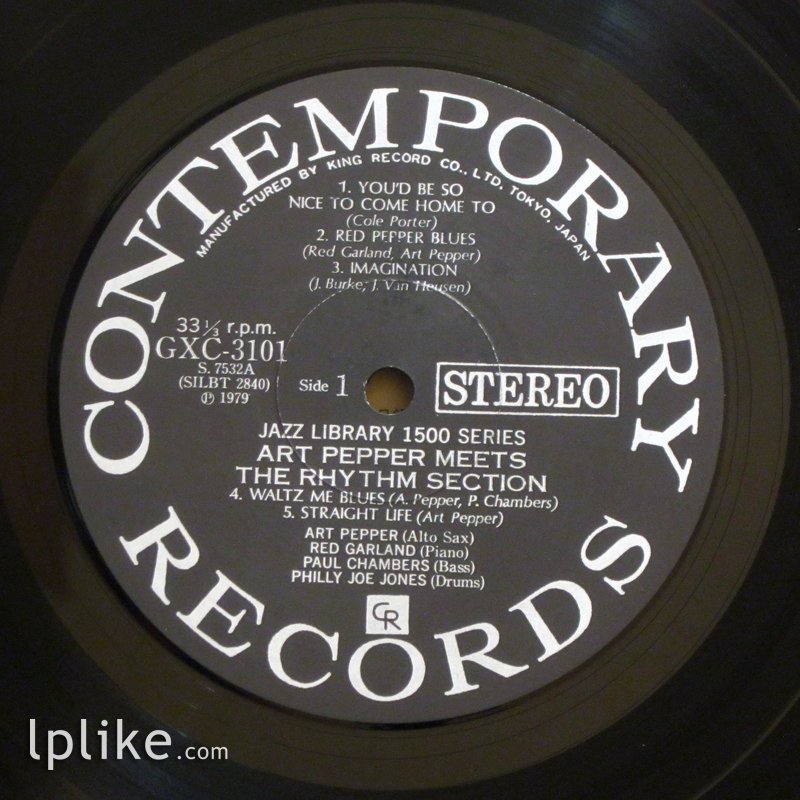 CONTEMPORARY
MANUFACTURED BY KING RECORD CO., LTD. TOKYO, JAPAN
1. YOU'D BE SO
NICE TO COME HOME TO
(Cole Porter)
2. RED PEPPER BLUES
(Red Garland, Art Pepper)
3. IMAGINATION
(J. Burke, J. Van Heusen)
33 1/3 r.p.m.
GXC-3101
S. 7532A
(SILBT 2840)
Ⓟ 1979
Side 1
STEREO
JAZZ LIBRARY 1500 SERIES
ART PEPPER MEETS
THE RHYTHM SECTION
4. WALTZ ME BLUES (A. Pepper, P. Chambers)
5. STRAIGHT LIFE (Art Pepper)
ART PEPPER (Alto Sax)
RED GARLAND (Piano)
PAUL CHAMBERS (Bass)
PHILLY JOE JONES (Drums)
CR
RECORDS
lplike.com